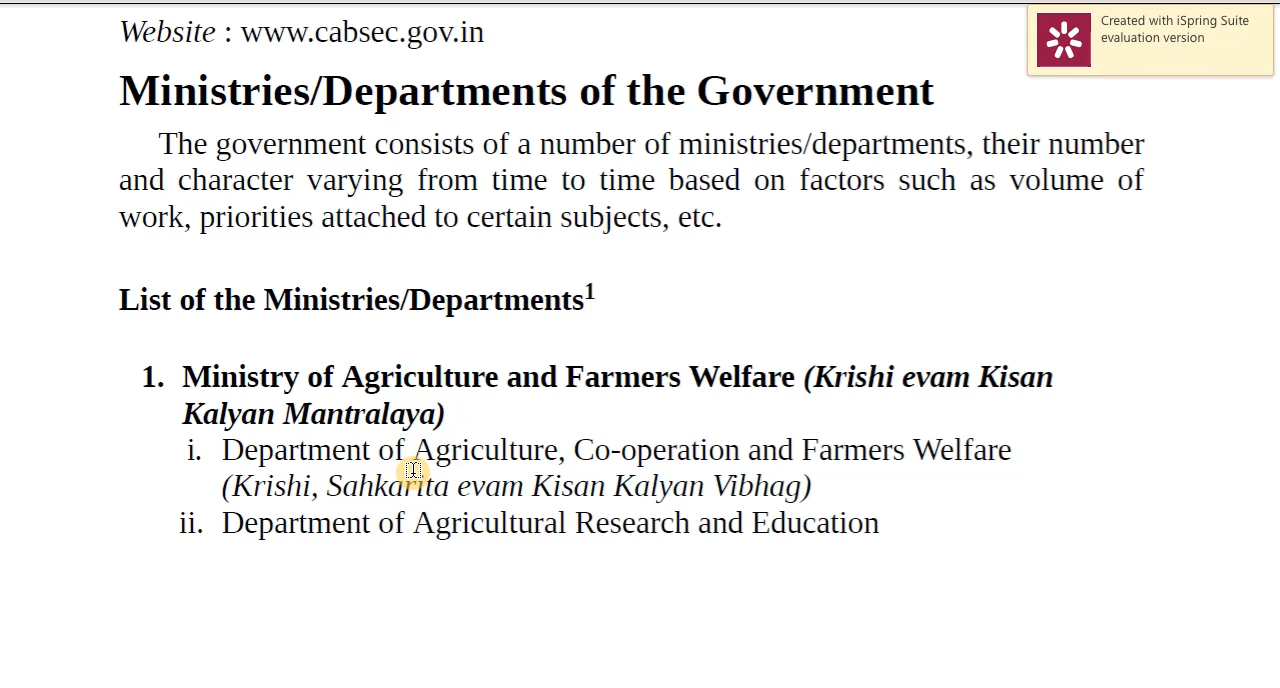 Website : www.cabsec.gov.in
Created with iSpring Suite
evaluation version
Ministries/Departments of the Government
The government consists of a number of ministries/departments, their number
and character varying from time to time based on factors such as volume of
work, priorities attached to certain subjects, etc.
List of the Ministries/Departments1
1. Ministry of Agriculture and Farmers Welfare (Krishi evam Kisan
Kalyan Mantralaya)
i. Department of Agriculture, Co-operation and Farmers Welfare
(Krishi, Sahkarita evam Kisan Kalyan Vibhag)
ii. Department of Agricultural Research and Education